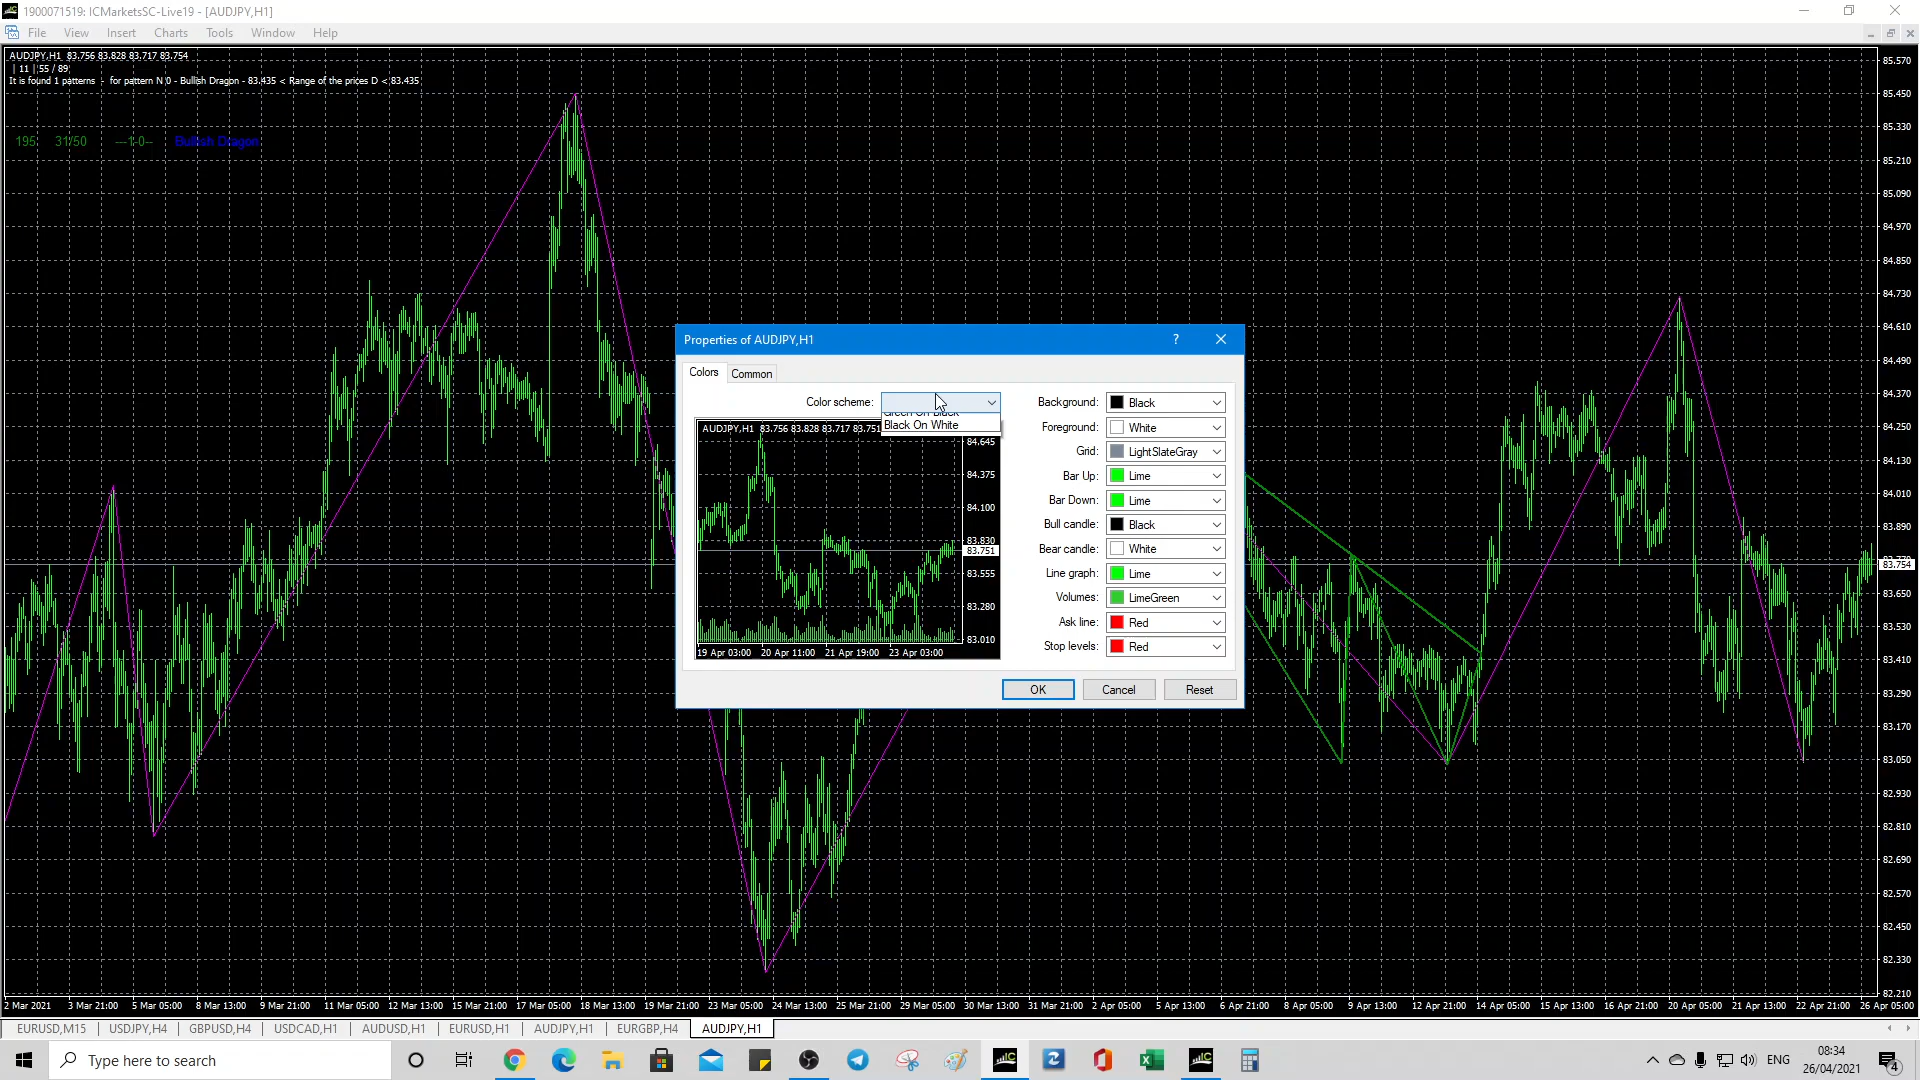 1900071519: ICMarketsSC-Live19 - [AUDJPY,H1]
File View Insert Charts Tools Window Help
AUDJPY,H1 83.756 83.828 83.717 83.754
| 11 | 55 / 89
It is found 1 patterns - for pattern N 0 - Bullish Dragon - 83.435 < Range of the prices D < 83.435
195 31/50 ---1-0-- Bullish Dragon
85.570
85.450
85.330
85.210
85.090
84.970
84.850
84.730
84.610
84.490
84.370
84.250
84.130
84.010
83.890
83.770
83.754
83.650
83.530
83.410
83.290
83.170
83.050
82.930
82.810
82.690
82.570
82.450
82.330
82.210
Properties of AUDJPY,H1 ?
Colors Common
Color scheme:
Green On Black
Black On White
AUDJPY,H1 83.756 83.828 83.717 83.751
84.645
84.375
84.100
83.830
83.751
83.555
83.280
83.010
19 Apr 03:00 20 Apr 11:00 21 Apr 19:00 23 Apr 03:00
Background: Black
Foreground: White
Grid: LightSlateGray
Bar Up: Lime
Bar Down: Lime
Bull candle: Black
Bear candle: White
Line graph: Lime
Volumes: LimeGreen
Ask line: Red
Stop levels: Red
OK Cancel Reset
2 Mar 2021 3 Mar 21:00 5 Mar 05:00 8 Mar 13:00 9 Mar 21:00 11 Mar 05:00 12 Mar 13:00 15 Mar 21:00 17 Mar 05:00 18 Mar 13:00 19 Mar 21:00 23 Mar 05:00 24 Mar 13:00 25 Mar 21:00 29 Mar 05:00 30 Mar 13:00 31 Mar 21:00 2 Apr 05:00 5 Apr 13:00 6 Apr 21:00 8 Apr 05:00 9 Apr 13:00 12 Apr 21:00 14 Apr 05:00 15 Apr 13:00 16 Apr 21:00 20 Apr 05:00 21 Apr 13:00 22 Apr 21:00 26 Apr 05:00
EURUSD,M15 USDJPY,H4 GBPUSD,H4 USDCAD,H1 AUDUSD,H1 EURUSD,H1 AUDJPY,H1 EURGBP,H4 AUDJPY,H1
Type here to search
ENG
08:34
26/04/2021
4